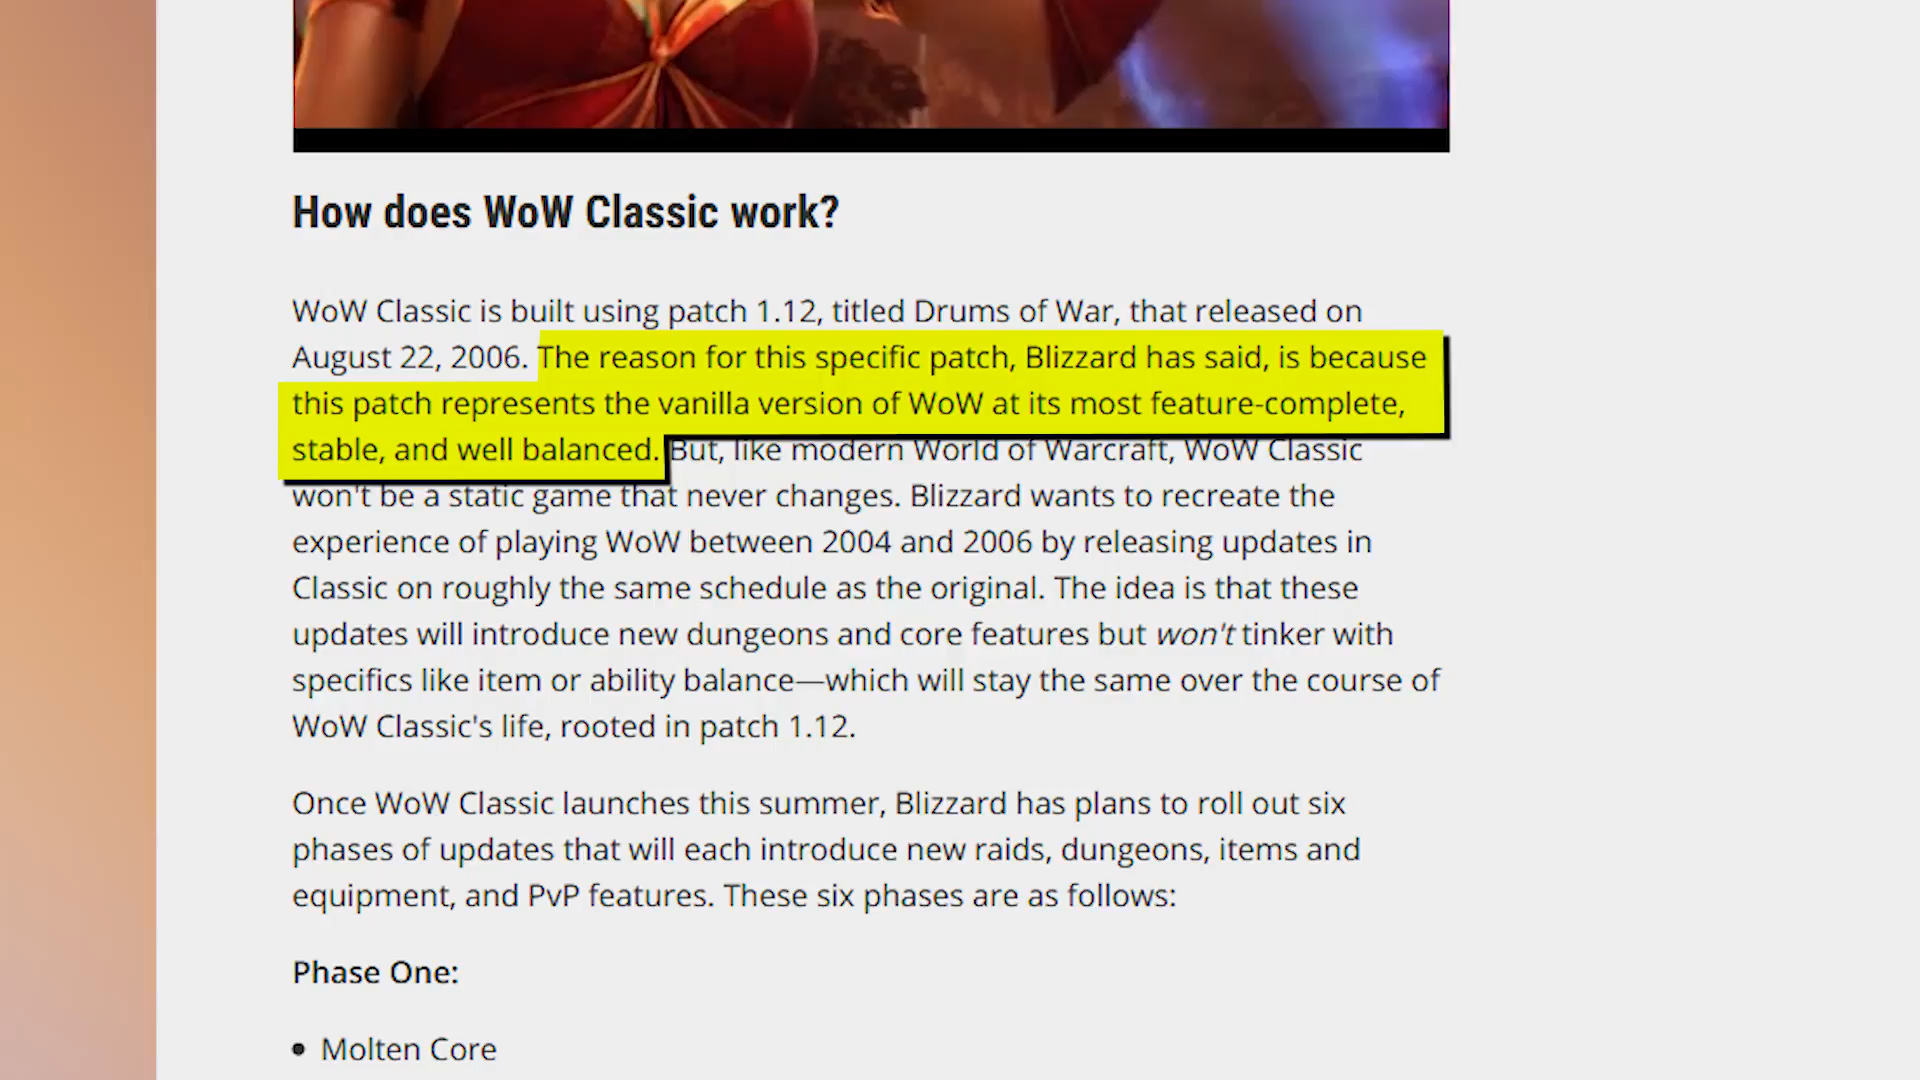 How does WoW Classic work?
WoW Classic is built using patch 1.12, titled Drums of War, that released on
August 22, 2006. The reason for this specific patch, Blizzard has said, is because
this patch represents the vanilla version of WoW at its most feature-complete,
stable, and well balanced. But, like modern World of Warcraft, WoW Classic
won't be a static game that never changes. Blizzard wants to recreate the
experience of playing WoW between 2004 and 2006 by releasing updates in
Classic on roughly the same schedule as the original. The idea is that these
updates will introduce new dungeons and core features but won't tinker with
specifics like item or ability balance—which will stay the same over the course of
WoW Classic's life, rooted in patch 1.12.
Once WoW Classic launches this summer, Blizzard has plans to roll out six
phases of updates that will each introduce new raids, dungeons, items and
equipment, and PvP features. These six phases are as follows:
Phase One:
• Molten Core